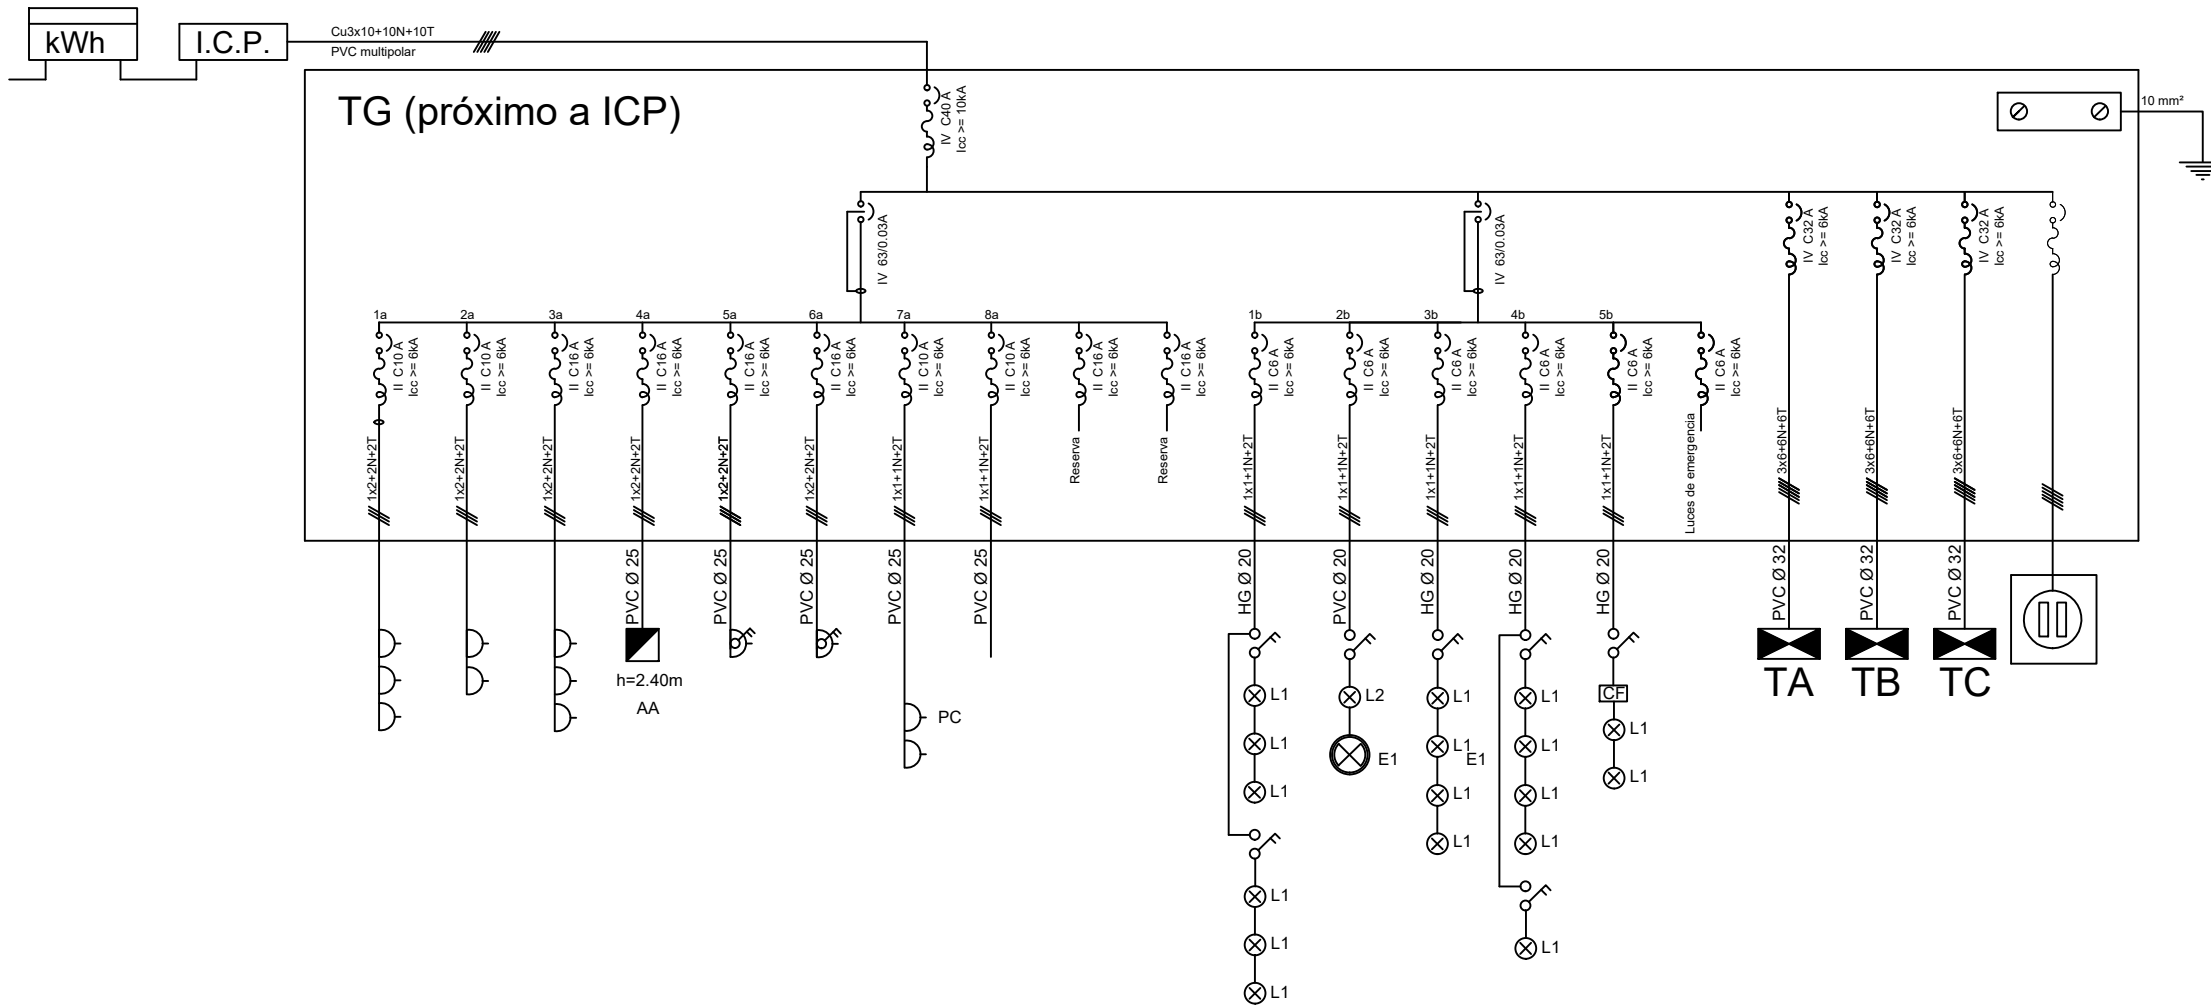 kWh
I.C.P.
Cu3x10+10N+10T
PVC multipolar
TG (próximo a ICP)
IV C40 A
Icc >= 10kA
10 mm²
IV 63/0.03A
IV 63/0.03A
IV C32 A
Icc >= 6kA
IV C32 A
Icc >= 6kA
IV C32 A
Icc >= 6kA
1a
2a
3a
4a
5a
6a
7a
8a
1b
2b
3b
4b
5b
II C10 A
Icc >= 6kA
II C10 A
Icc >= 6kA
II C16 A
Icc >= 6kA
II C16 A
Icc >= 6kA
II C16 A
Icc >= 6kA
II C16 A
Icc >= 6kA
II C10 A
Icc >= 6kA
II C10 A
Icc >= 6kA
II C16 A
Icc >= 6kA
II C16 A
Icc >= 6kA
II C6 A
Icc >= 6kA
II C6 A
Icc >= 6kA
II C6 A
Icc >= 6kA
II C6 A
Icc >= 6kA
II C6 A
Icc >= 6kA
II C6 A
Icc >= 6kA
1x2+2N+2T
1x2+2N+2T
1x2+2N+2T
1x2+2N+2T
1x2+2N+2T
1x2+2N+2T
1x1+1N+2T
1x1+1N+2T
Reserva
Reserva
1x1+1N+2T
1x1+1N+2T
1x1+1N+2T
1x1+1N+2T
1x1+1N+2T
Luces de emergencia
3x6+6N+6T
3x6+6N+6T
3x6+6N+6T
PVC Ø 25
PVC Ø 25
PVC Ø 25
PVC Ø 25
PVC Ø 25
HG Ø 20
PVC Ø 20
HG Ø 20
HG Ø 20
HG Ø 20
PVC Ø 32
PVC Ø 32
PVC Ø 32
h=2.40m
AA
PC
L1
L1
L1
L1
L1
L1
L2
E1
L1
L1
E1
L1
L1
L1
L1
L1
L1
L1
CF
L1
L1
TA
TB
TC